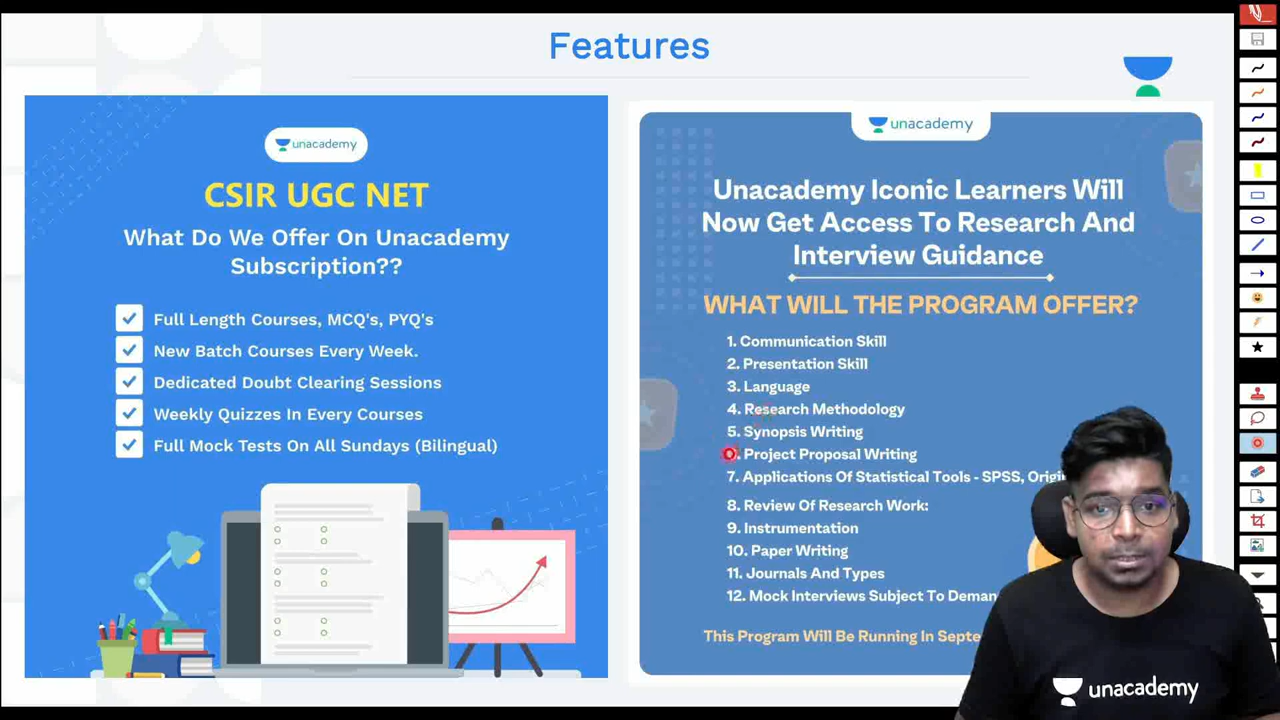 Features
unacademy
CSIR UGC NET
What Do We Offer On Unacademy
Subscription??
Full Length Courses, MCQ's, PYQ's
New Batch Courses Every Week.
Dedicated Doubt Clearing Sessions
Weekly Quizzes In Every Courses
Full Mock Tests On All Sundays (Bilingual)
unacademy
Unacademy Iconic Learners Will
Now Get Access To Research And
Interview Guidance
WHAT WILL THE PROGRAM OFFER?
1. Communication Skill
2. Presentation Skill
3. Language
4. Research Methodology
5. Synopsis Writing
Project Proposal Writing
7. Applications Of Statistical Tools - SPSS,
8. Review Of Research Work:
9. Instrumentation
10. Paper Writing
11. Journals And Types
12. Mock Interviews Subject To
This Program Will Be Running In
unacademy